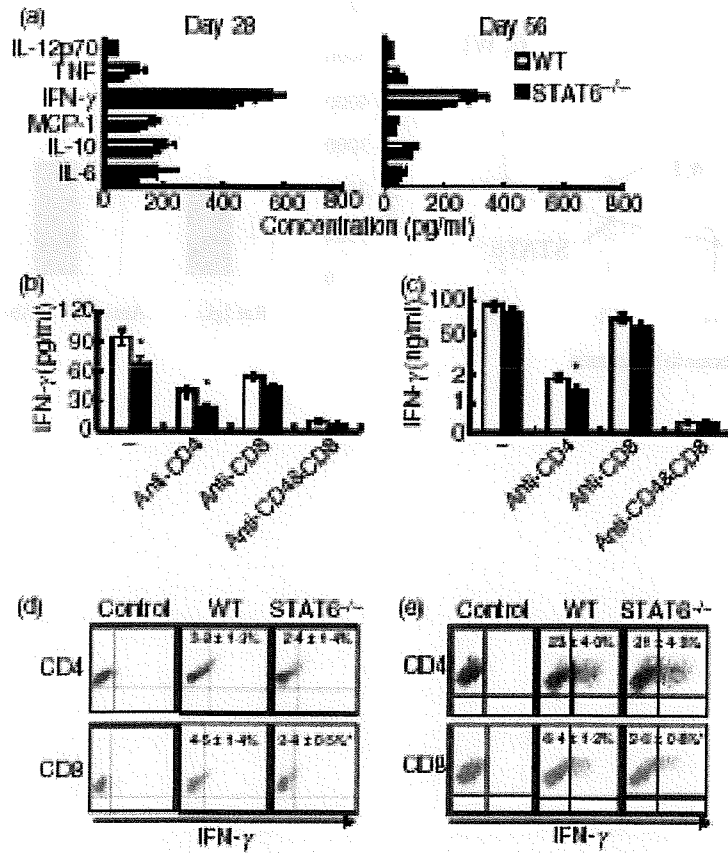 (a)
Day 28
Day 56
IL-12p70
TNF
IFN-γ
MCP-1
IL-10
IL-6
WT
STAT6-/-
0 200 400 600 800
0 200 400 600 800
Concentration (pg/ml)
(b)
IFN-γ (pg/ml)
120
90
60
30
0
*
*
–
Anti-CD4
Anti-CD8
Anti-CD4&CD8
(c)
IFN-γ (ng/ml)
100
50
2
1
0
*
–
Anti-CD4
Anti-CD8
Anti-CD4&CD8
(d)
Control WT STAT6-/-
CD4
CD8
IFN-γ
(e)
Control WT STAT6-/-
CD4
CD8
IFN-γ